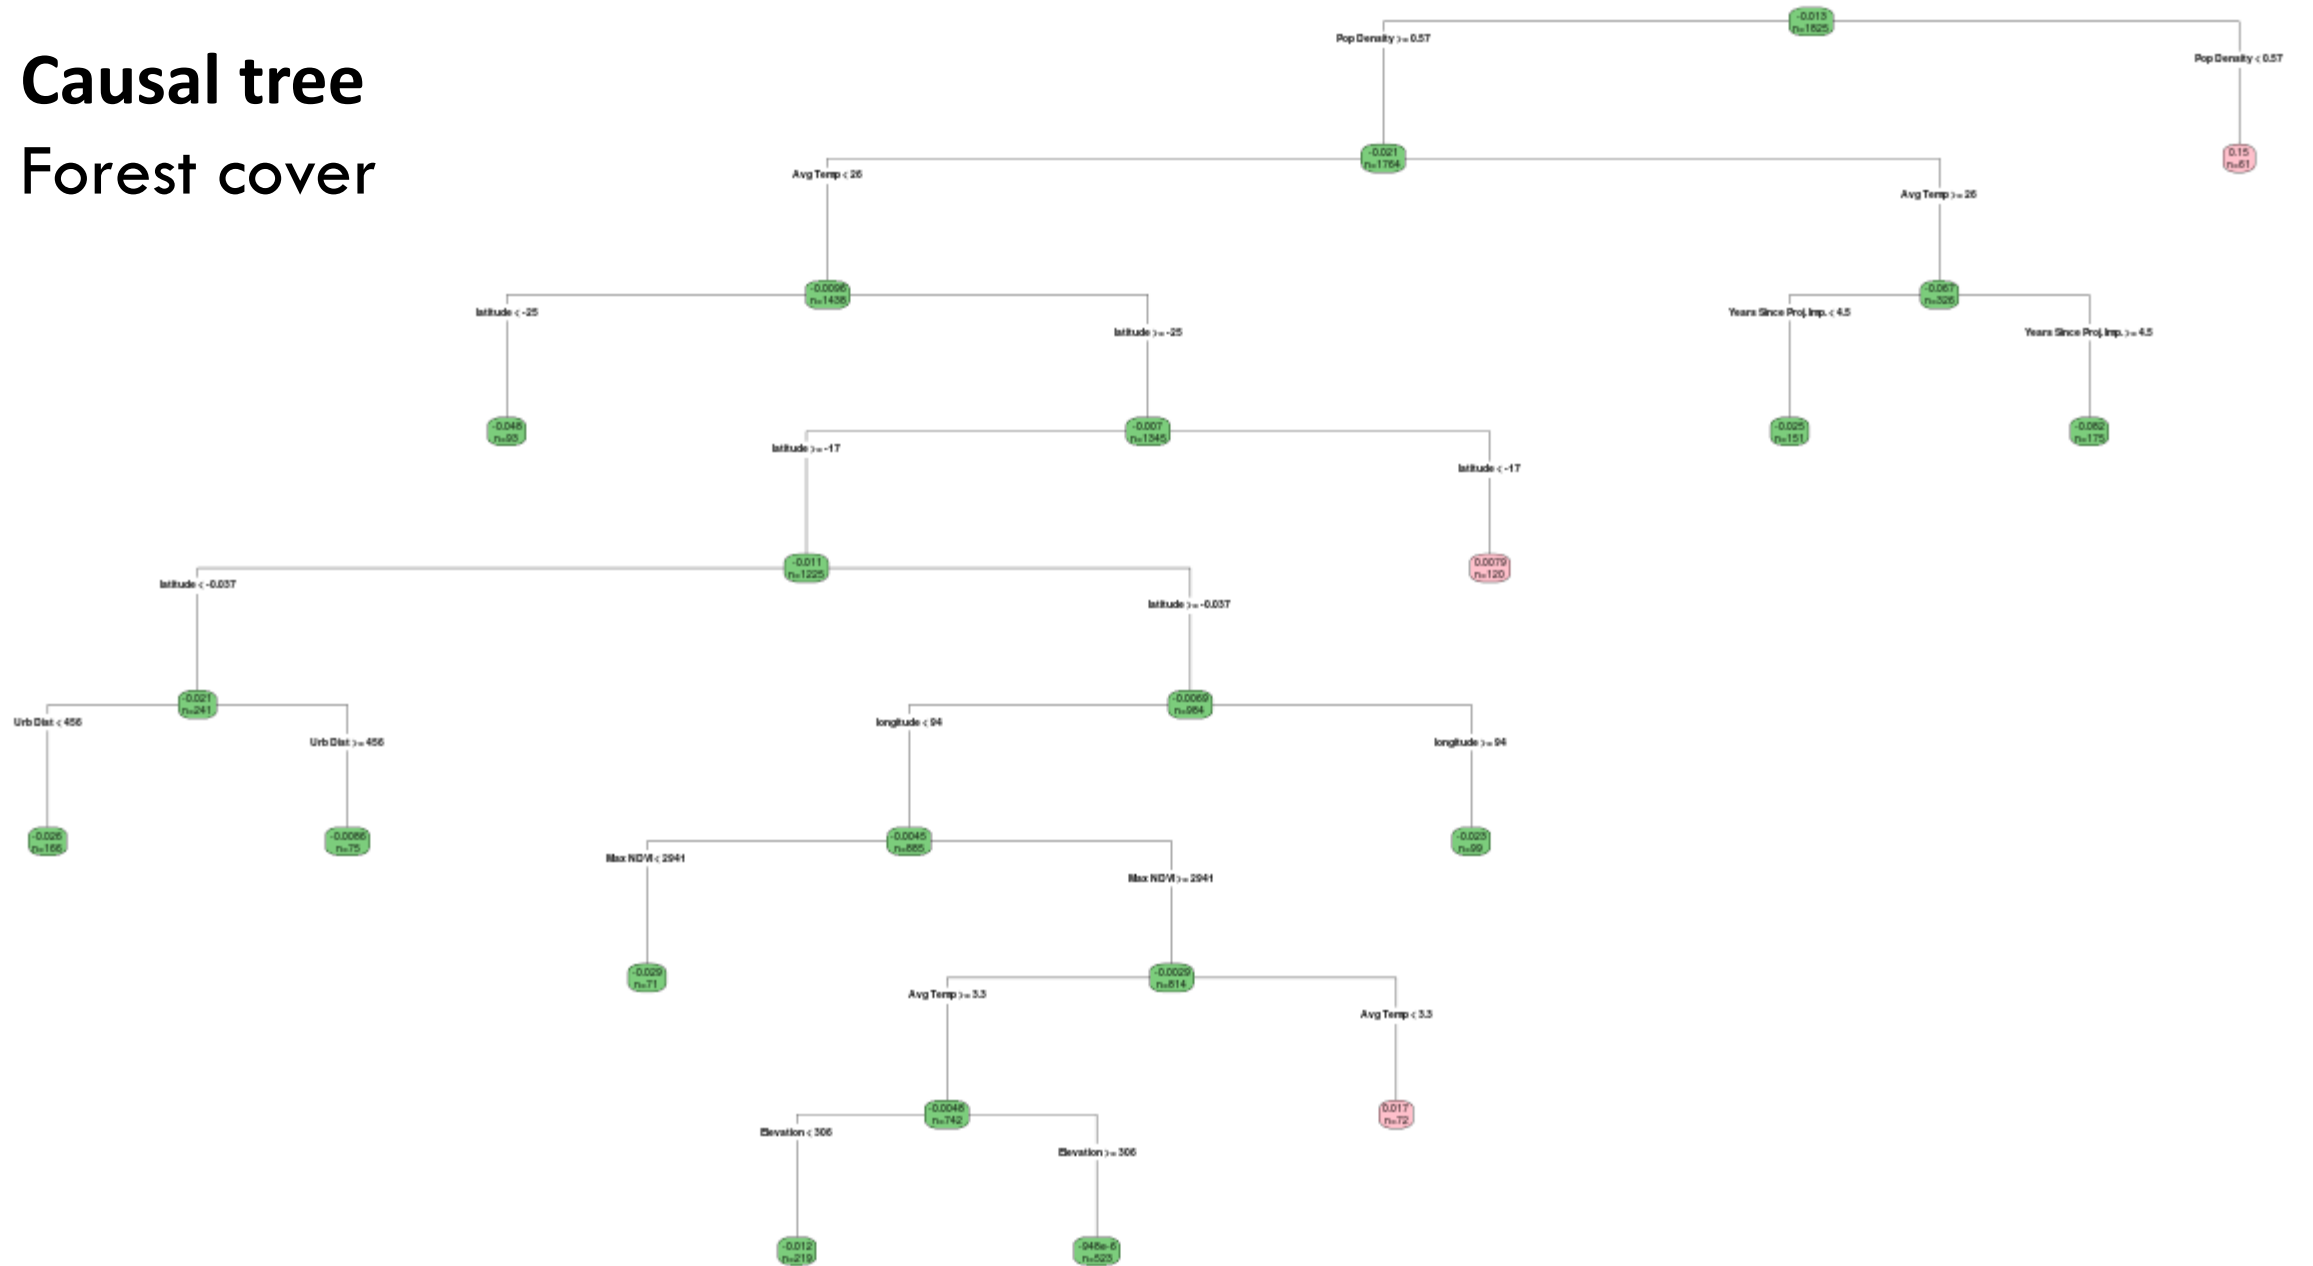 Causal tree
Forest cover
-0.013
n=1825
Pop Density >= 0.57
Pop Density < 0.57
-0.021
n=1764
0.15
n=61
Avg Temp < 26
Avg Temp >= 26
-0.0096
n=1438
-0.067
n=326
latitude < -25
latitude >= -25
Years Since Proj. Imp. < 4.5
Years Since Proj. Imp. >= 4.5
-0.048
n=93
-0.007
n=1345
-0.025
n=151
-0.082
n=175
latitude >= -17
latitude < -17
-0.011
n=1225
0.0079
n=120
latitude < -0.037
latitude >= -0.037
-0.021
n=241
-0.0069
n=984
Urb Dist < 456
Urb Dist >= 456
longitude < 94
longitude >= 94
-0.026
n=166
-0.0086
n=75
-0.0045
n=885
-0.023
n=99
Max NDVI < 2941
Max NDVI >= 2941
-0.029
n=71
-0.0029
n=814
Avg Temp >= 3.3
Avg Temp < 3.3
-0.0048
n=742
0.017
n=72
Elevation < 306
Elevation >= 306
-0.012
n=219
-948e-6
n=523